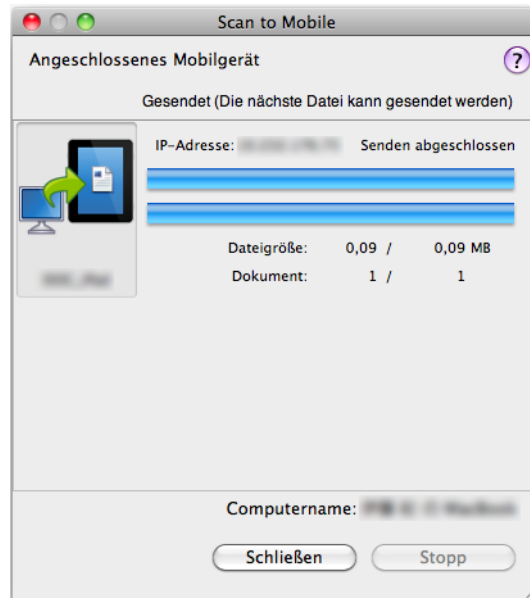 Scan to Mobile
Angeschlossenes Mobilgerät
?
Gesendet (Die nächste Datei kann gesendet werden)
IP-Adresse: Senden abgeschlossen
Dateigröße: 0,09 / 0,09 MB
Dokument: 1 / 1
Computername:
Schließen Stopp